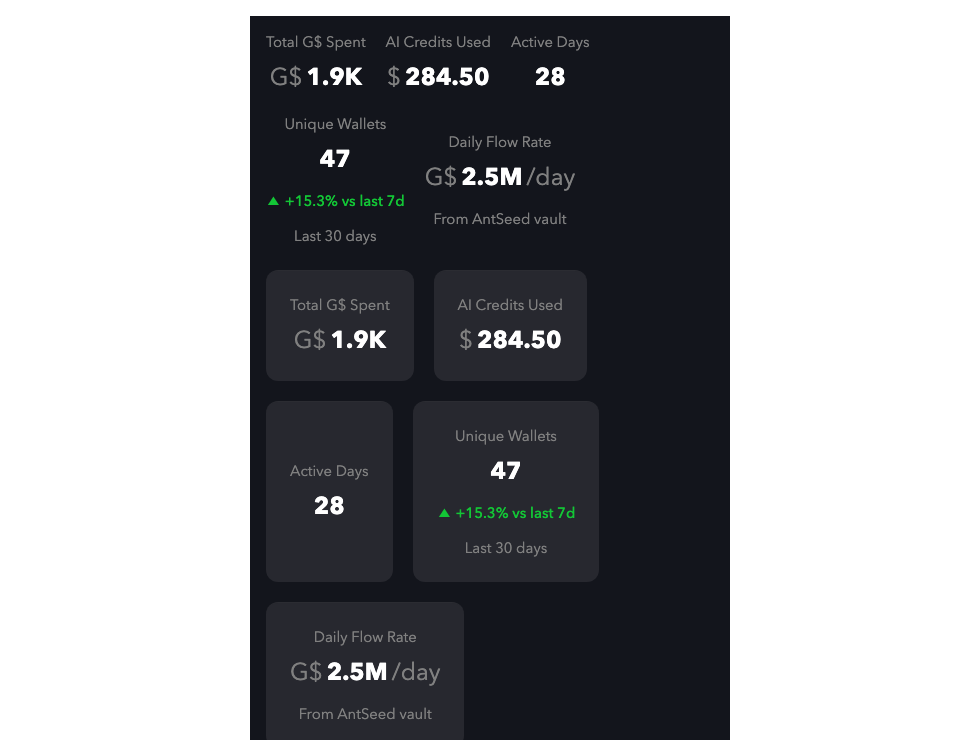 Total G$ Spent
G$ 1.9K
AI Credits Used
$ 284.50
Active Days
28
Unique Wallets
47
▲ +15.3% vs last 7d
Last 30 days
Daily Flow Rate
G$ 2.5M /day
From AntSeed vault
Total G$ Spent
G$ 1.9K
AI Credits Used
$ 284.50
Active Days
28
Unique Wallets
47
▲ +15.3% vs last 7d
Last 30 days
Daily Flow Rate
G$ 2.5M /day
From AntSeed vault